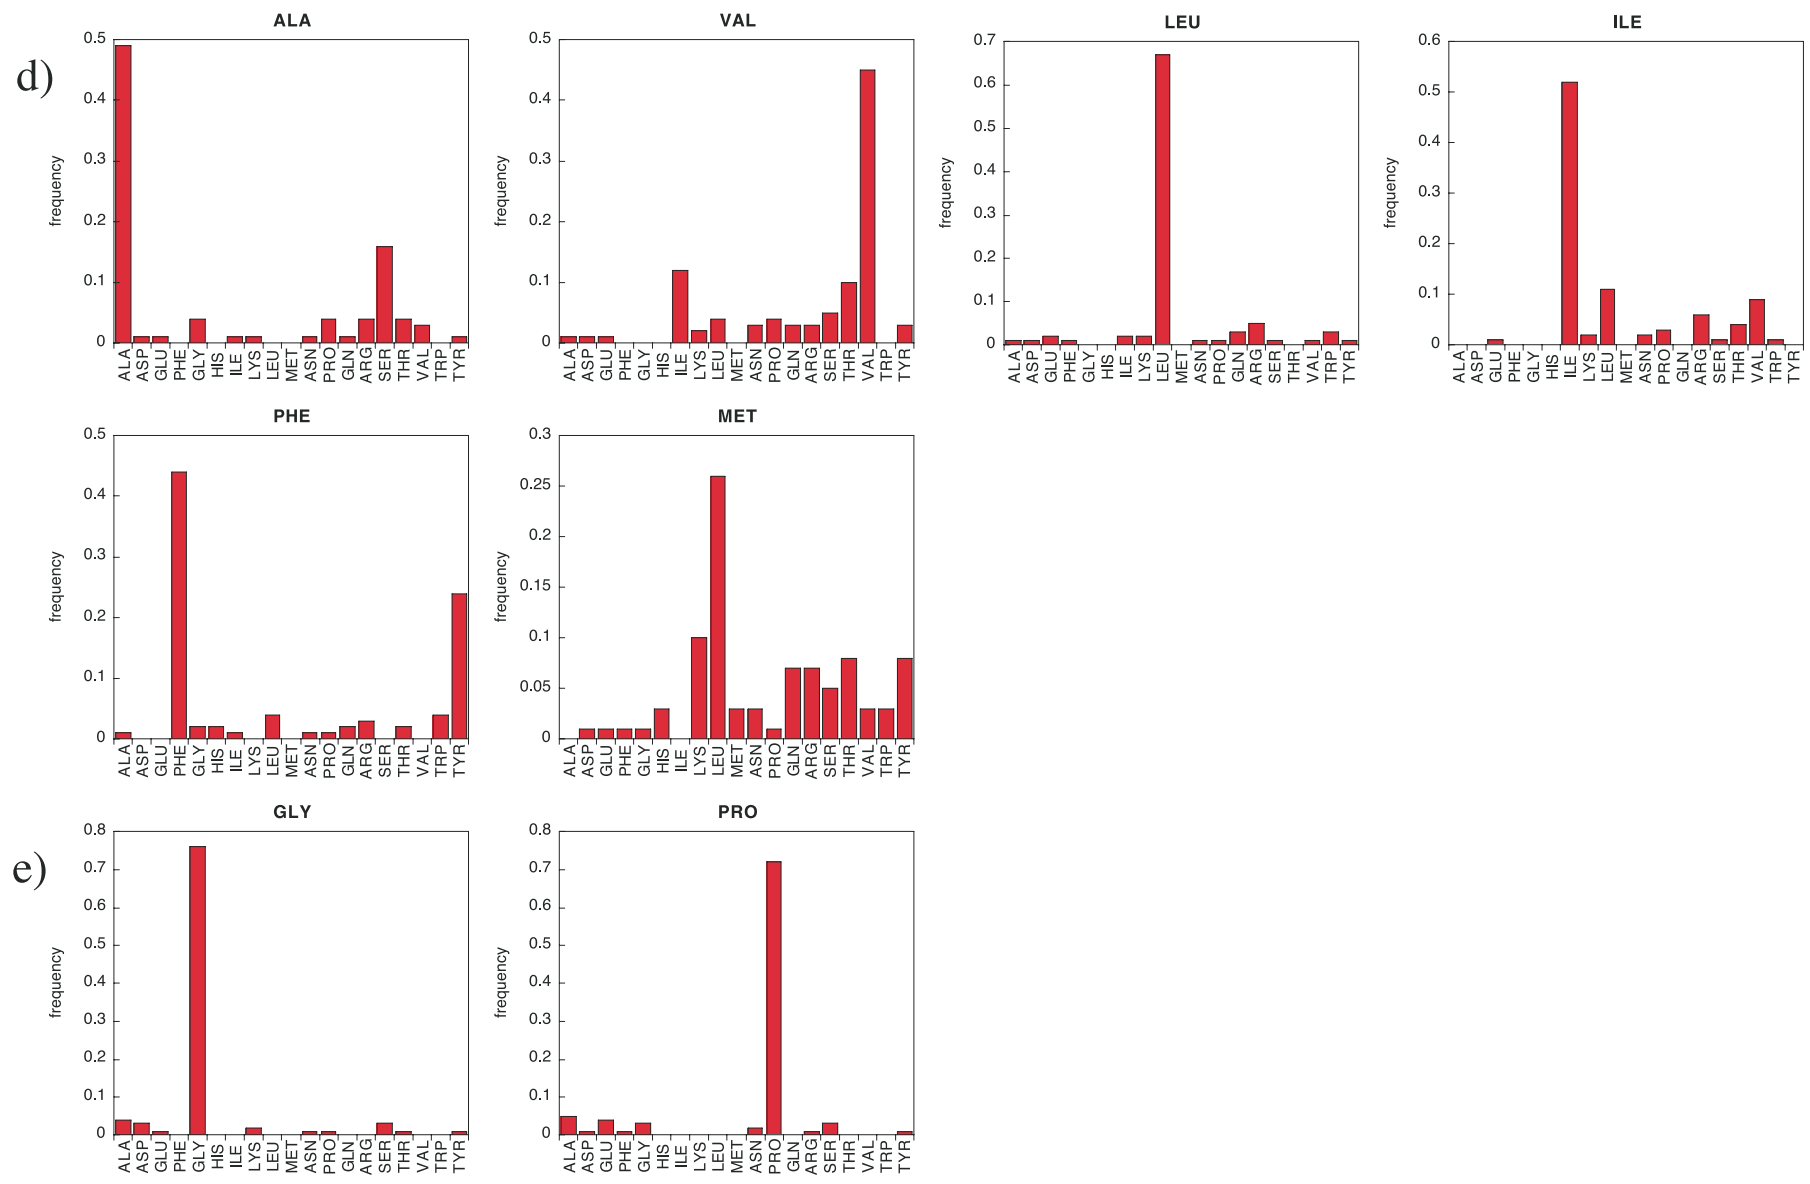 d)
ALA
frequency
0.5
0.4
0.3
0.2
0.1
0
ALA ASP GLU PHE GLY HIS ILE LYS LEU MET ASN PRO GLN ARG SER THR VAL TRP TYR
VAL
frequency
0.5
0.4
0.3
0.2
0.1
0
ALA ASP GLU PHE GLY HIS ILE LYS LEU MET ASN PRO GLN ARG SER THR VAL TRP TYR
LEU
frequency
0.7
0.6
0.5
0.4
0.3
0.2
0.1
0
ALA ASP GLU PHE GLY HIS ILE LYS LEU MET ASN PRO GLN ARG SER THR VAL TRP TYR
ILE
frequency
0.6
0.5
0.4
0.3
0.2
0.1
0
ALA ASP GLU PHE GLY HIS ILE LYS LEU MET ASN PRO GLN ARG SER THR VAL TRP TYR
PHE
frequency
0.5
0.4
0.3
0.2
0.1
0
ALA ASP GLU PHE GLY HIS ILE LYS LEU MET ASN PRO GLN ARG SER THR VAL TRP TYR
MET
frequency
0.3
0.25
0.2
0.15
0.1
0.05
0
ALA ASP GLU PHE GLY HIS ILE LYS LEU MET ASN PRO GLN ARG SER THR VAL TRP TYR
e)
GLY
frequency
0.8
0.7
0.6
0.5
0.4
0.3
0.2
0.1
0
ALA ASP GLU PHE GLY HIS ILE LYS LEU MET ASN PRO GLN ARG SER THR VAL TRP TYR
PRO
frequency
0.8
0.7
0.6
0.5
0.4
0.3
0.2
0.1
0
ALA ASP GLU PHE GLY HIS ILE LYS LEU MET ASN PRO GLN ARG SER THR VAL TRP TYR